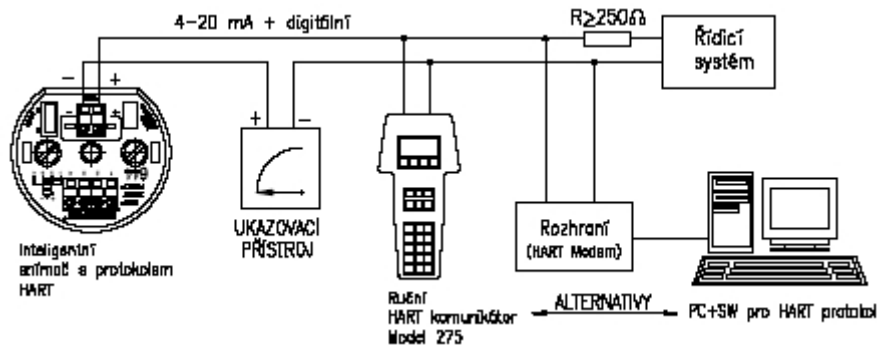 4-20 mA + digitální
R≥250Ω
Řídicí
systém
- +
+ -
UKAZOVACÍ
PŘÍSTROJ
Inteligentní
snímač s protokolem
HART
Ruční
HART komunikátor
Model 275
Rozhraní
(HART Modem)
ALTERNATIVY
PC+SW pro HART protokol